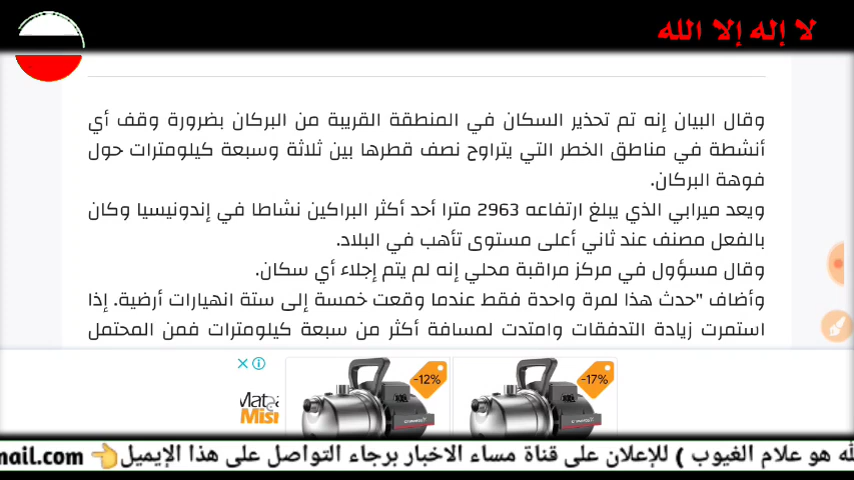 لا إله إلا الله
وقال البيان إنه تم تحذير السكان في المنطقة القريبة من البركان بضرورة وقف أي
أنشطة في مناطق الخطر التي يتراوح نصف قطرها بين ثلاثة وسبعة كيلومترات حول
فوهة البركان.
ويعد ميرابي الذي يبلغ ارتفاعه 2963 مترا أحد أكثر البراكين نشاطا في إندونيسيا وكان
بالفعل مصنف عند ثاني أعلى مستوى تأهب في البلاد.
وقال مسؤول في مركز مراقبة محلي إنه لم يتم إجلاء أي سكان.
وأضاف "حدث هذا لمرة واحدة فقط عندما وقعت خمسة إلى ستة انهيارات أرضية. إذا
استمرت زيادة التدفقات وامتدت لمسافة أكثر من سبعة كيلومترات فمن المحتمل
-12%
-17%
لله هو علام الغيوب ) للإعلان على قناة مساء الاخبار برجاء التواصل على هذا الإيميل👈 mail.com